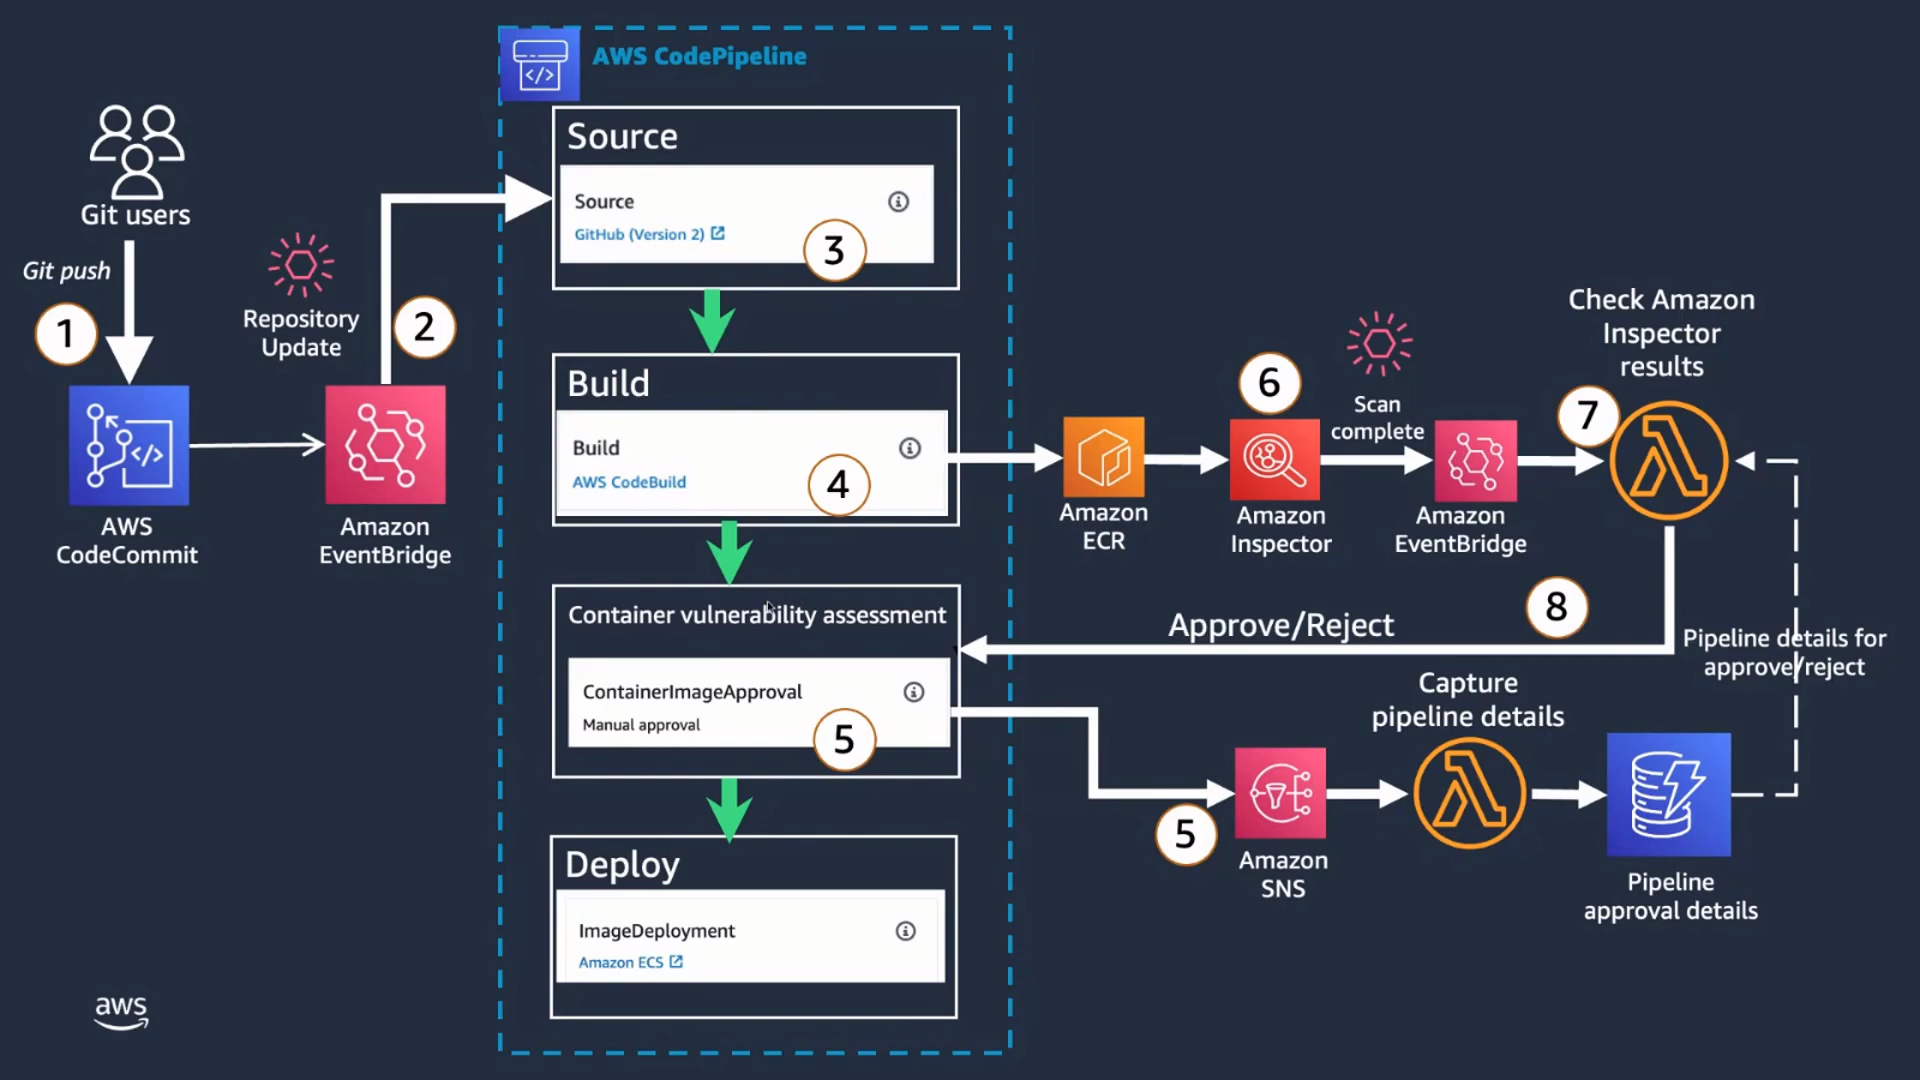 AWS CodePipeline
Git users
Git push
1
AWS
CodeCommit
Repository
Update
2
Amazon
EventBridge
Source
Source
GitHub (Version 2)
3
Build
Build
AWS CodeBuild
4
Container vulnerability assessment
ContainerImageApproval
Manual approval
5
Deploy
ImageDeployment
Amazon ECS
Amazon
ECR
6
Amazon
Inspector
Scan
complete
Amazon
EventBridge
Check Amazon
Inspector
results
7
8
Approve/Reject
Pipeline details for
approve/reject
5
Amazon
SNS
Capture
pipeline details
Pipeline
approval details
aws